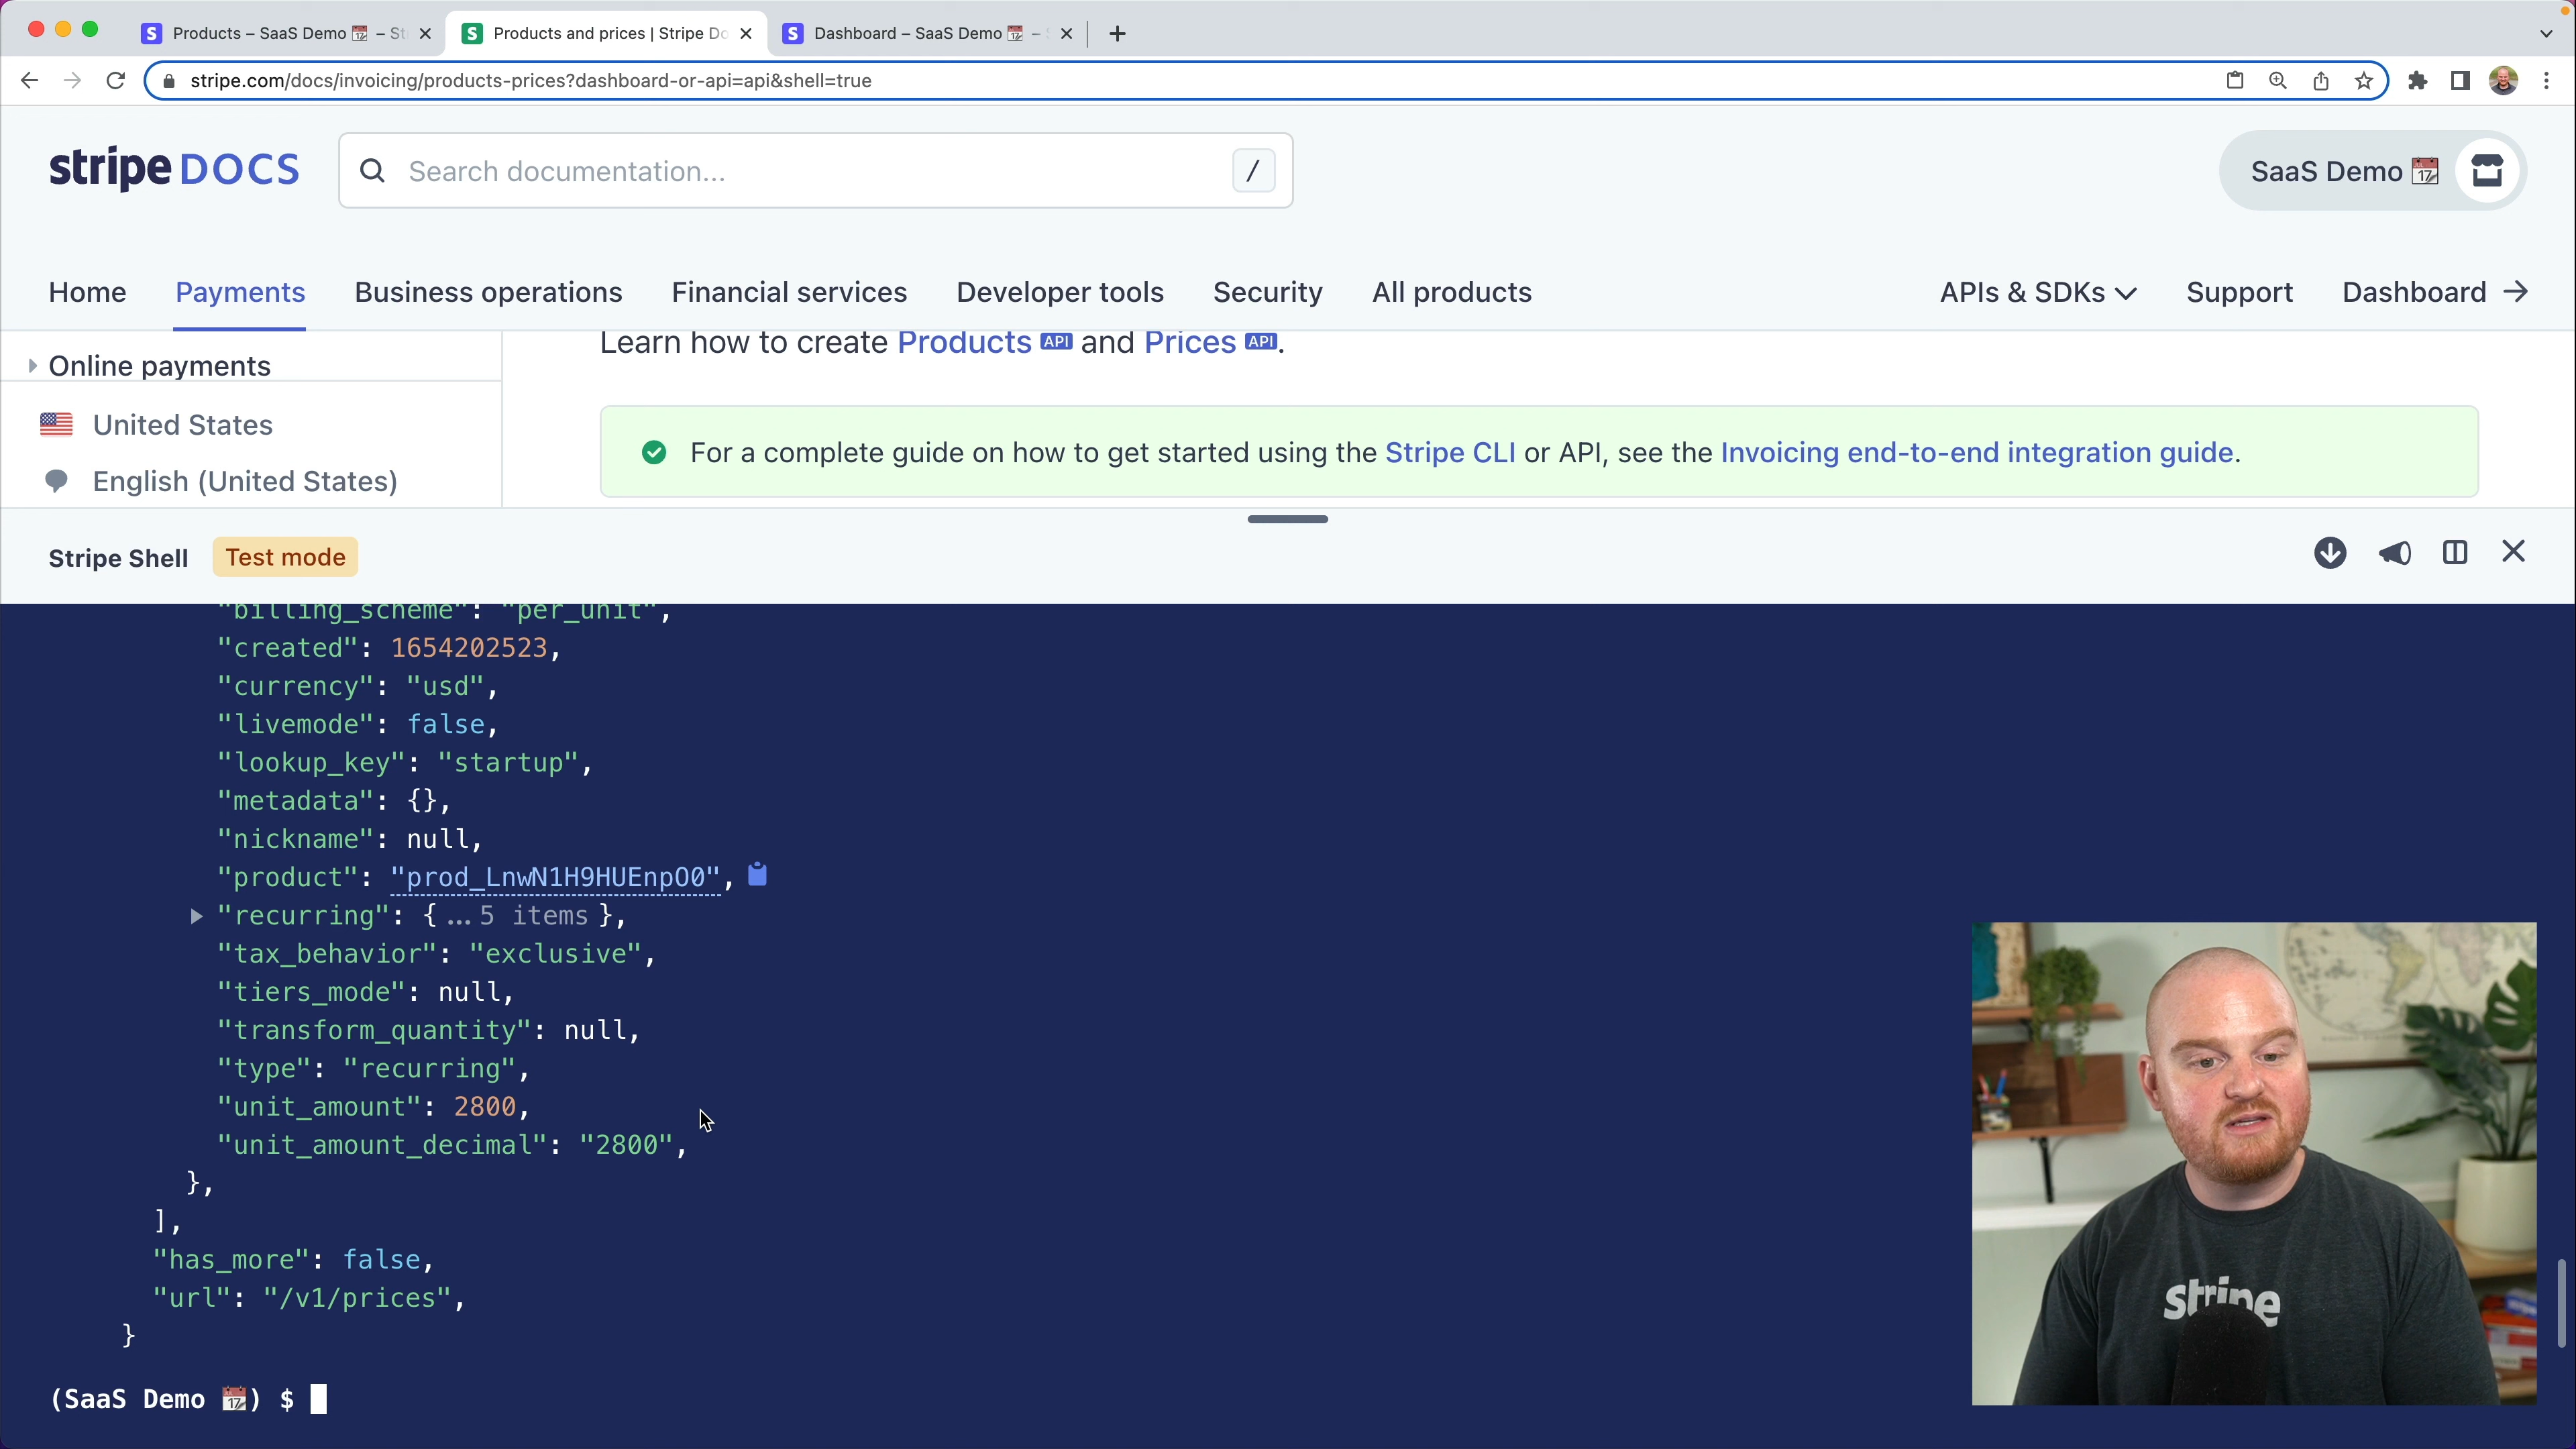 Products – SaaS Demo 📆 – St
Products and prices | Stripe Do
Dashboard – SaaS Demo 📆 –
stripe.com/docs/invoicing/products-prices?dashboard-or-api=api&shell=true
stripe DOCS
Search documentation...
/
SaaS Demo 📆
Home
Payments
Business operations
Financial services
Developer tools
Security
All products
APIs & SDKs
Support
Dashboard →
Online payments
United States
English (United States)
Learn how to create Products API and Prices API.
For a complete guide on how to get started using the Stripe CLI or API, see the Invoicing end-to-end integration guide.
Stripe Shell
Test mode
"billing_scheme": "per_unit",
"created": 1654202523,
"currency": "usd",
"livemode": false,
"lookup_key": "startup",
"metadata": {},
"nickname": null,
"product": "prod_LnwN1H9HUEnpO0",
"recurring": { … 5 items },
"tax_behavior": "exclusive",
"tiers_mode": null,
"transform_quantity": null,
"type": "recurring",
"unit_amount": 2800,
"unit_amount_decimal": "2800",
},
],
"has_more": false,
"url": "/v1/prices",
}
(SaaS Demo 📆) $
stripe